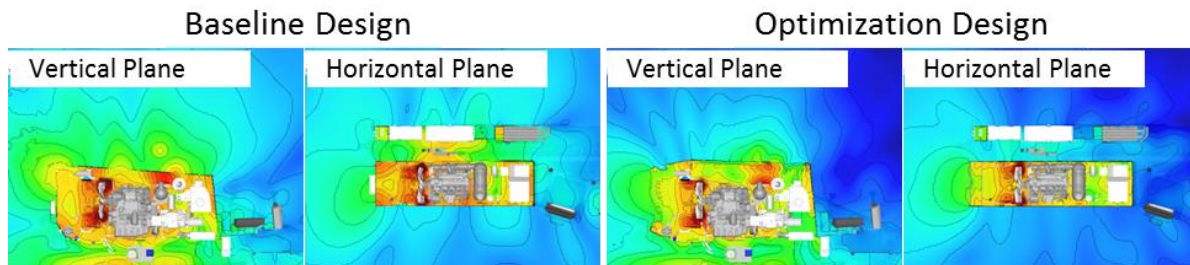 Baseline Design
Optimization Design
Vertical Plane
Horizontal Plane
Vertical Plane
Horizontal Plane